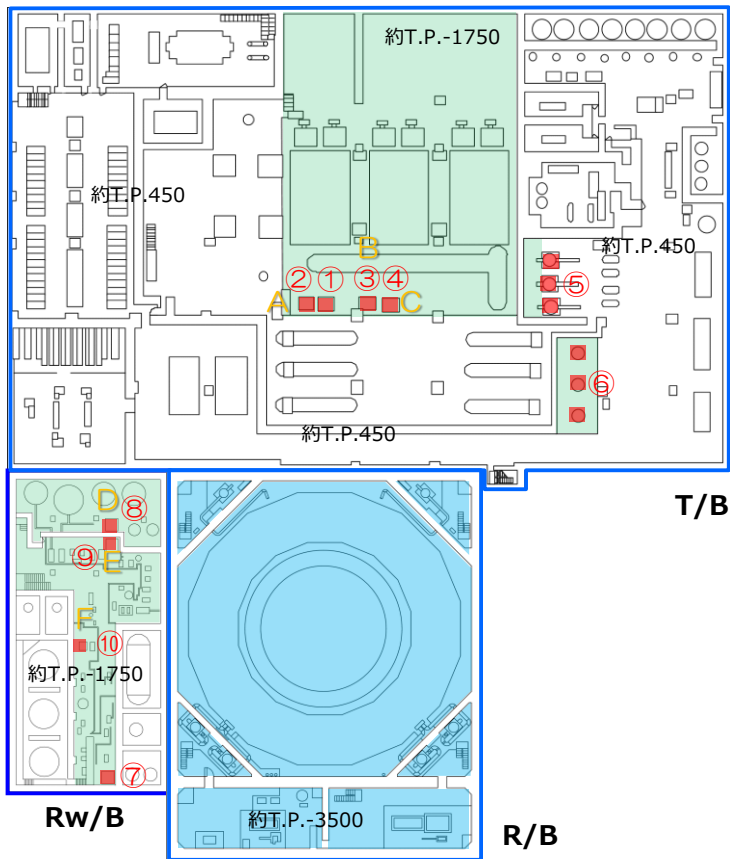 約T.P.-1750
約T.P.450
約T.P.450
B
② ① ③ ④
A
C
⑤
⑥
約T.P.450
T/B
D
⑧
⑨
E
F
⑩
約T.P.-1750
⑦
Rw/B
約T.P.-3500
R/B